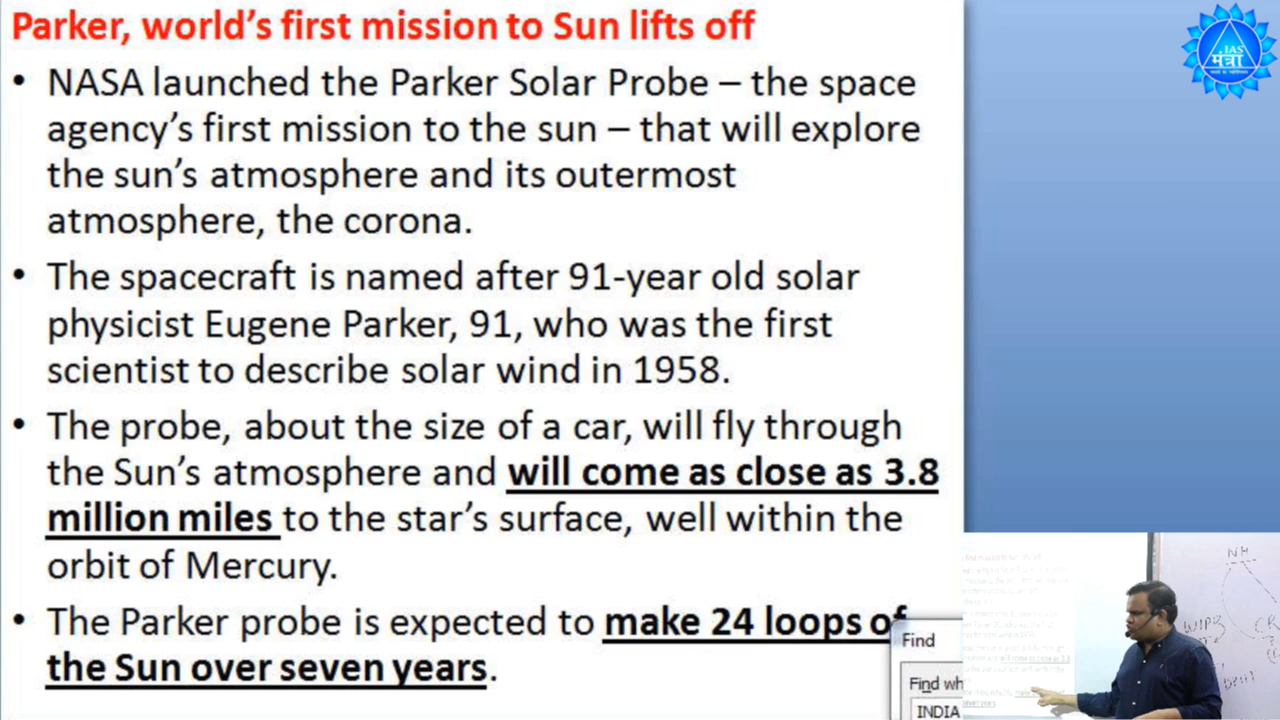 Parker, world's first mission to Sun lifts off
• NASA launched the Parker Solar Probe – the space
agency's first mission to the sun – that will explore
the sun's atmosphere and its outermost
atmosphere, the corona.
• The spacecraft is named after 91-year old solar
physicist Eugene Parker, 91, who was the first
scientist to describe solar wind in 1958.
• The probe, about the size of a car, will fly through
the Sun's atmosphere and will come as close as 3.8
million miles to the star's surface, well within the
orbit of Mercury.
• The Parker probe is expected to make 24 loops of
the Sun over seven years.
IAS
मंत्रा
Find
Find wh
INDIA
NH